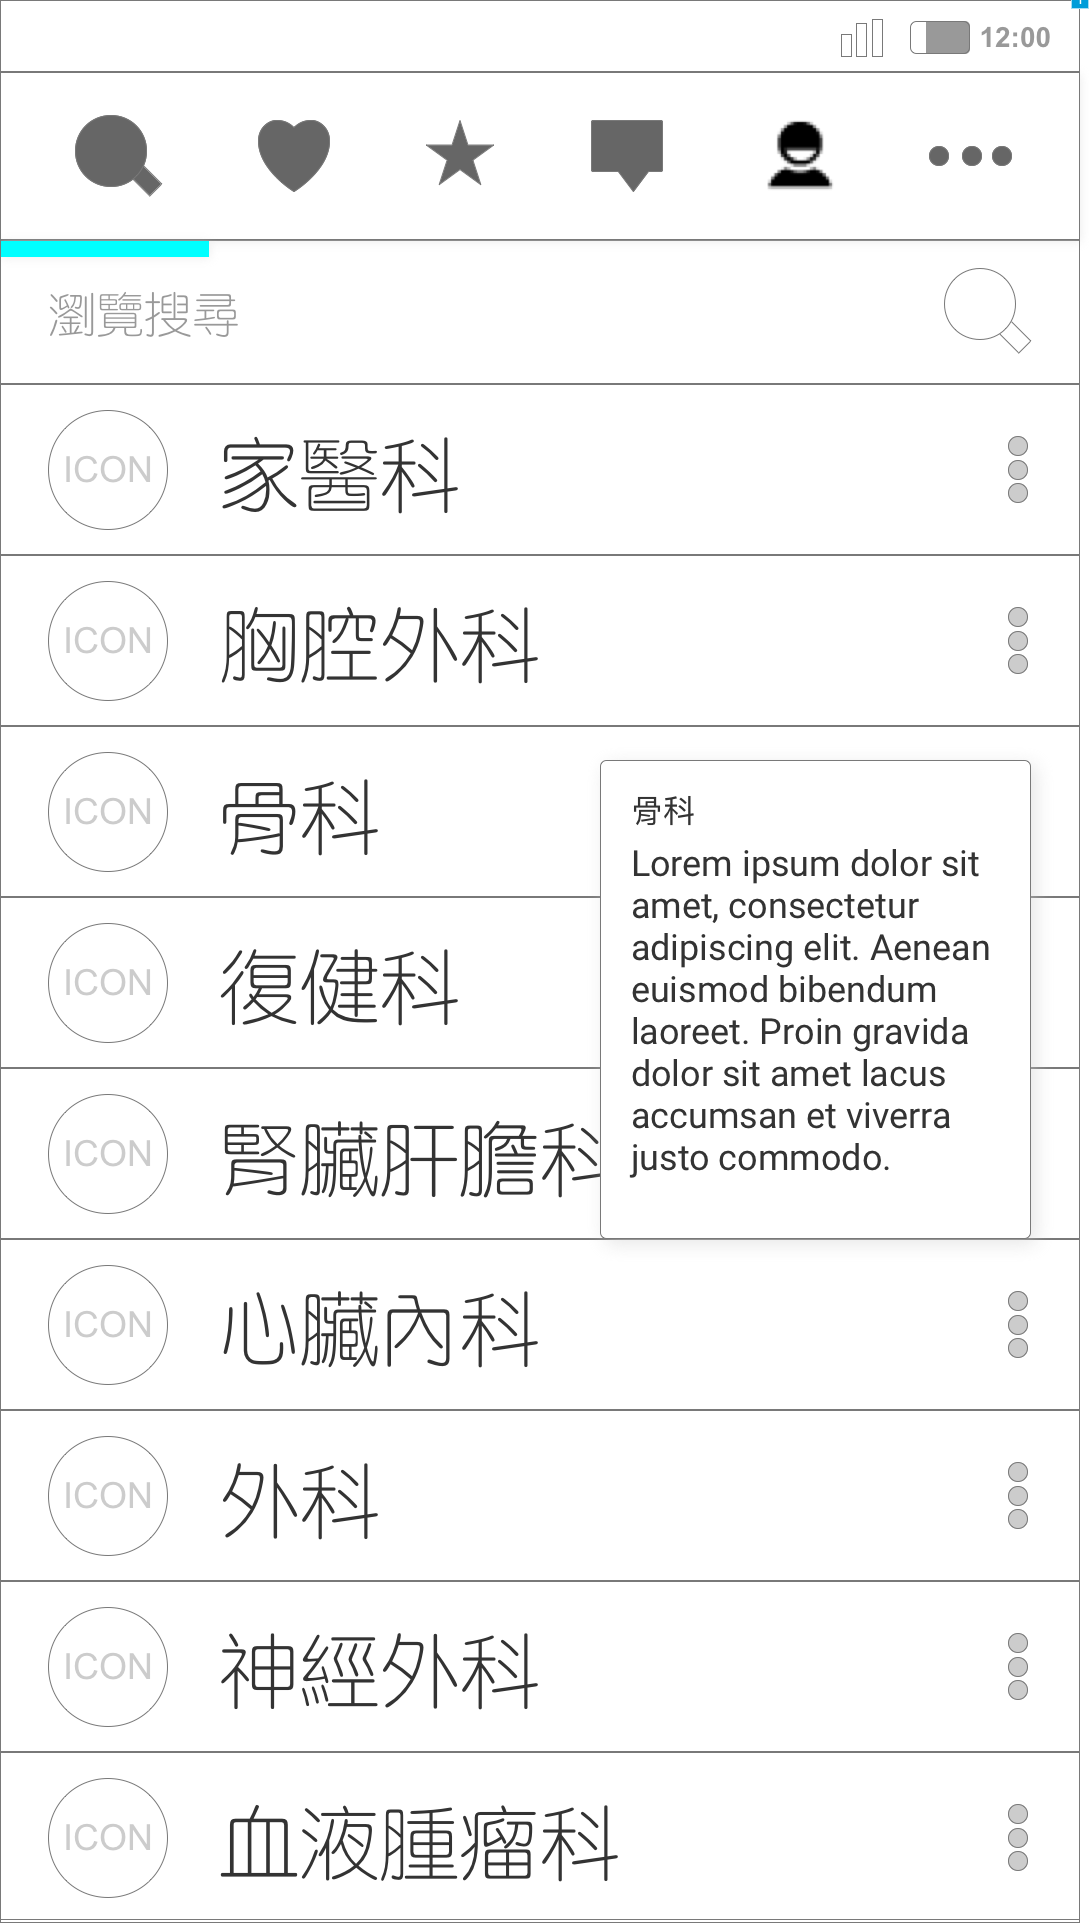 12:00
瀏覽搜尋
ICON 家醫科
ICON 胸腔外科
ICON 骨科
骨科
Lorem ipsum dolor sit
amet, consectetur
adipiscing elit. Aenean
euismod bibendum
laoreet. Proin gravida
dolor sit amet lacus
accumsan et viverra
justo commodo.
ICON 復健科
ICON 腎臟肝膽科
ICON 心臟內科
ICON 外科
ICON 神經外科
ICON 血液腫瘤科